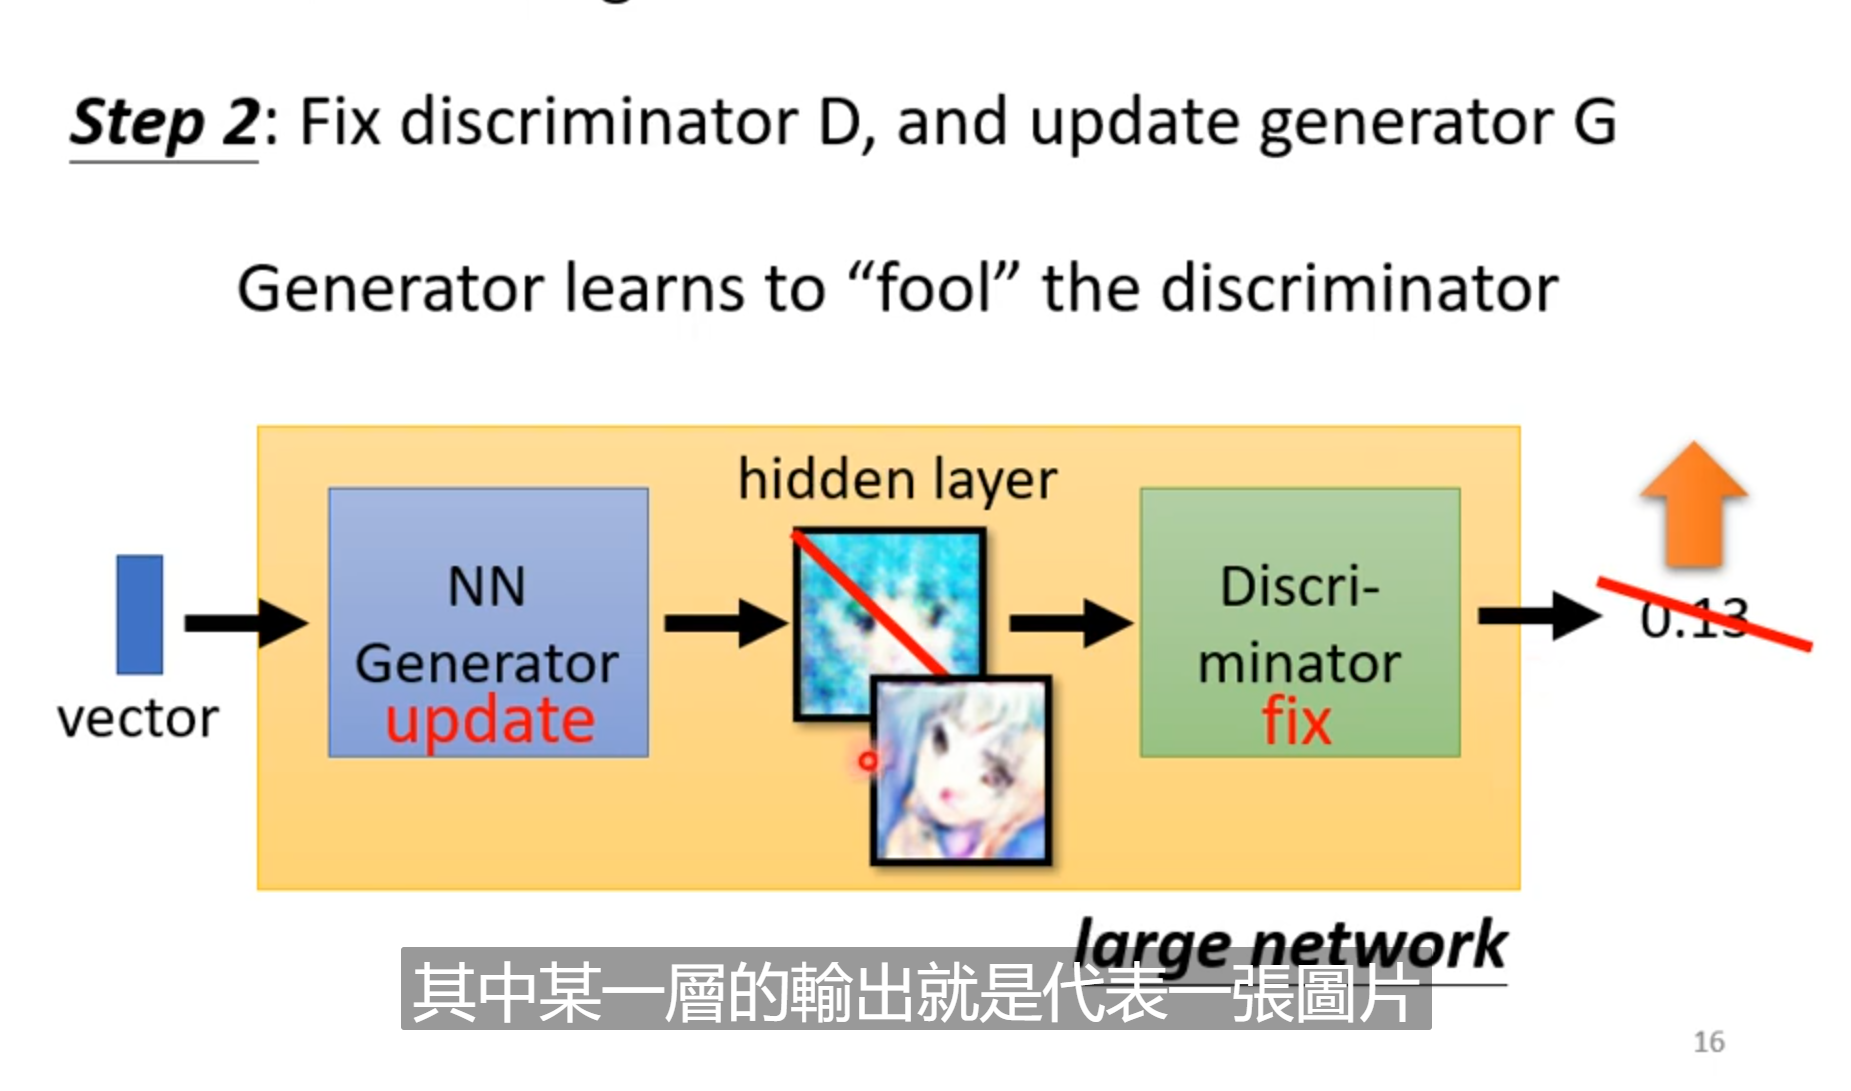 Step 2: Fix discriminator D, and update generator G
Generator learns to “fool” the discriminator
hidden layer
NN
Generator
update
Discri-
minator
fix
vector
0.13
large network
其中某一層的輸出就是代表一張圖片
16